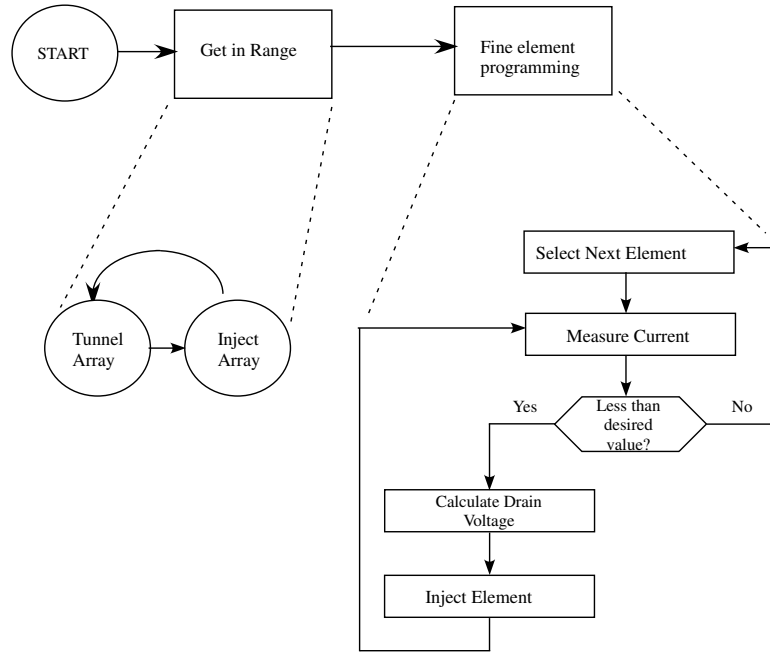 START
Get in Range
Fine element
programming
Select Next Element
Tunnel
Array
Inject
Array
Measure Current
Yes
Less than
desired
value?
No
Calculate Drain
Voltage
Inject Element